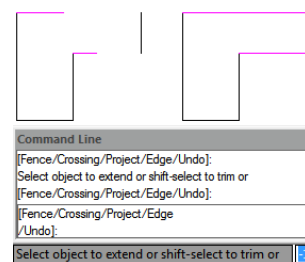 Command Line
[Fence/Crossing/Project/Edge/Undo]:
Select object to extend or shift-select to trim or
[Fence/Crossing/Project/Edge/Undo]:
[Fence/Crossing/Project/Edge
/Undo]:
Select object to extend or shift-select to trim or